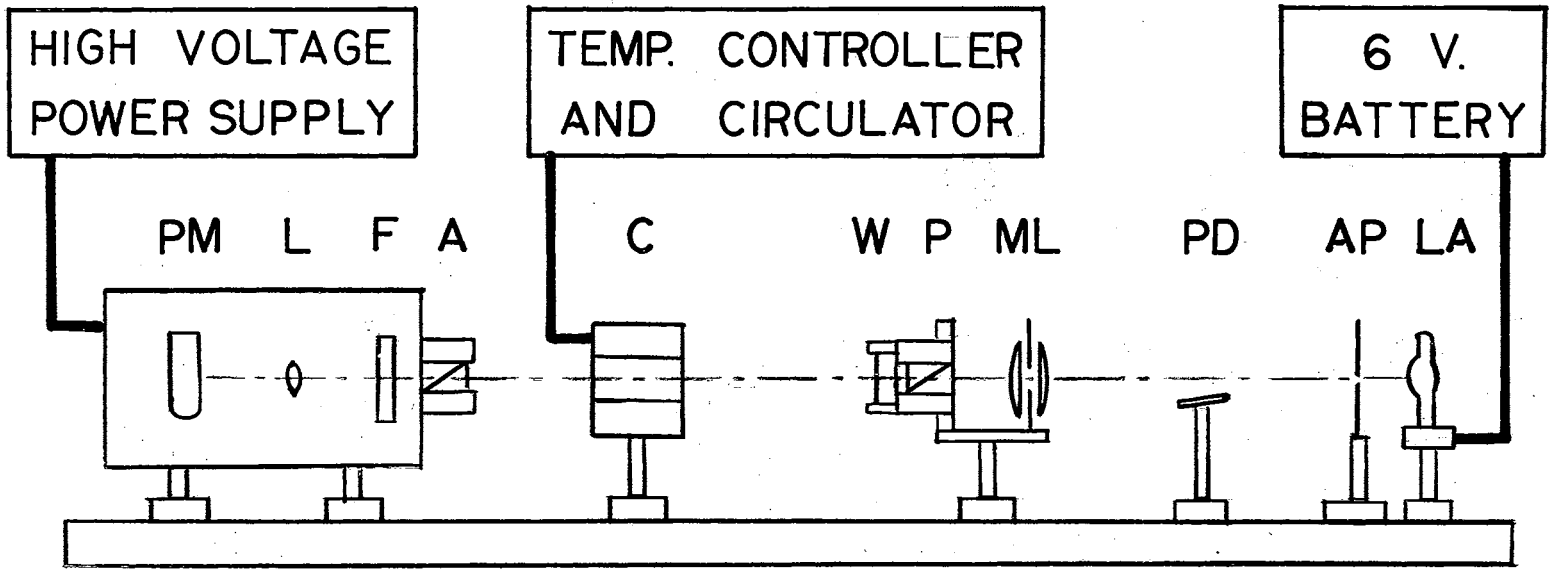 HIGH VOLTAGE
POWER SUPPLY
TEMP. CONTROLLER
AND CIRCULATOR
6 V.
BATTERY
PM L F A C W P ML PD AP LA